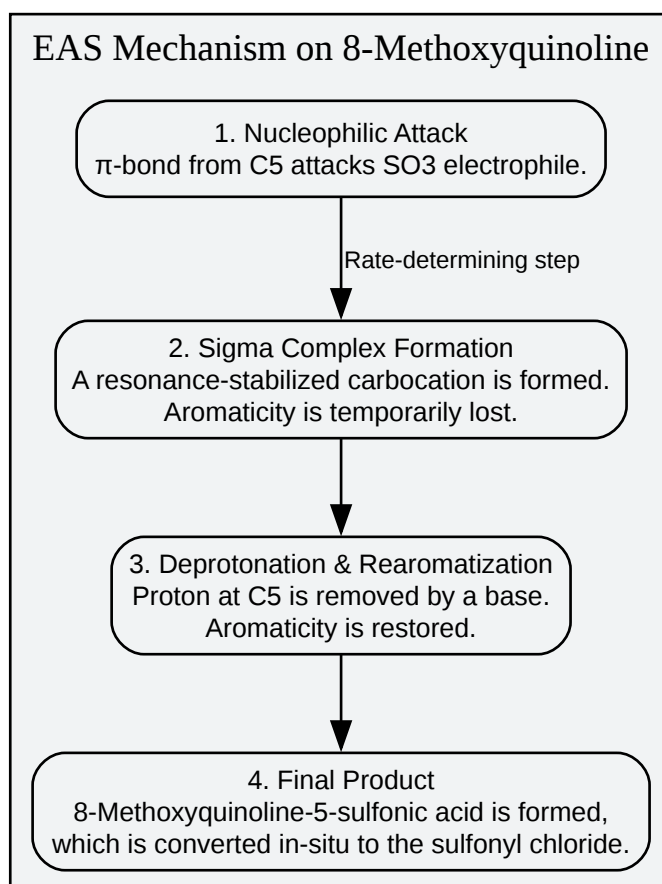 EAS Mechanism on 8-Methoxyquinoline
1. Nucleophilic Attack
π-bond from C5 attacks SO3 electrophile.
Rate-determining step
2. Sigma Complex Formation
A resonance-stabilized carbocation is formed.
Aromaticity is temporarily lost.
3. Deprotonation & Rearomatization
Proton at C5 is removed by a base.
Aromaticity is restored.
4. Final Product
8-Methoxyquinoline-5-sulfonic acid is formed,
which is converted in-situ to the sulfonyl chloride.